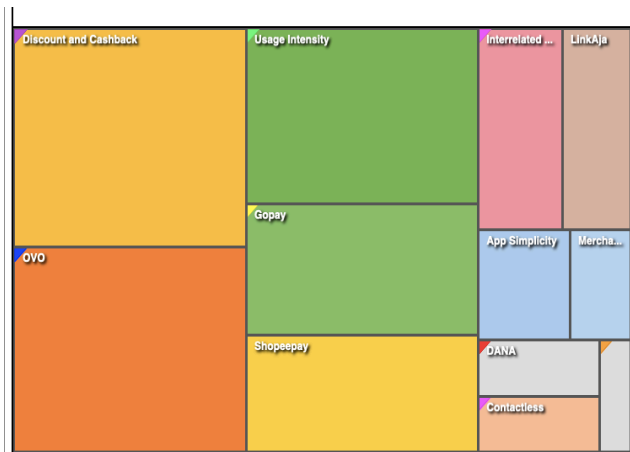 Discount and Cashback
Usage Intensity
Interrelated ...
LinkAja
Gopay
App Simplicity
Mercha...
OVO
Shopeepay
DANA
Contactless